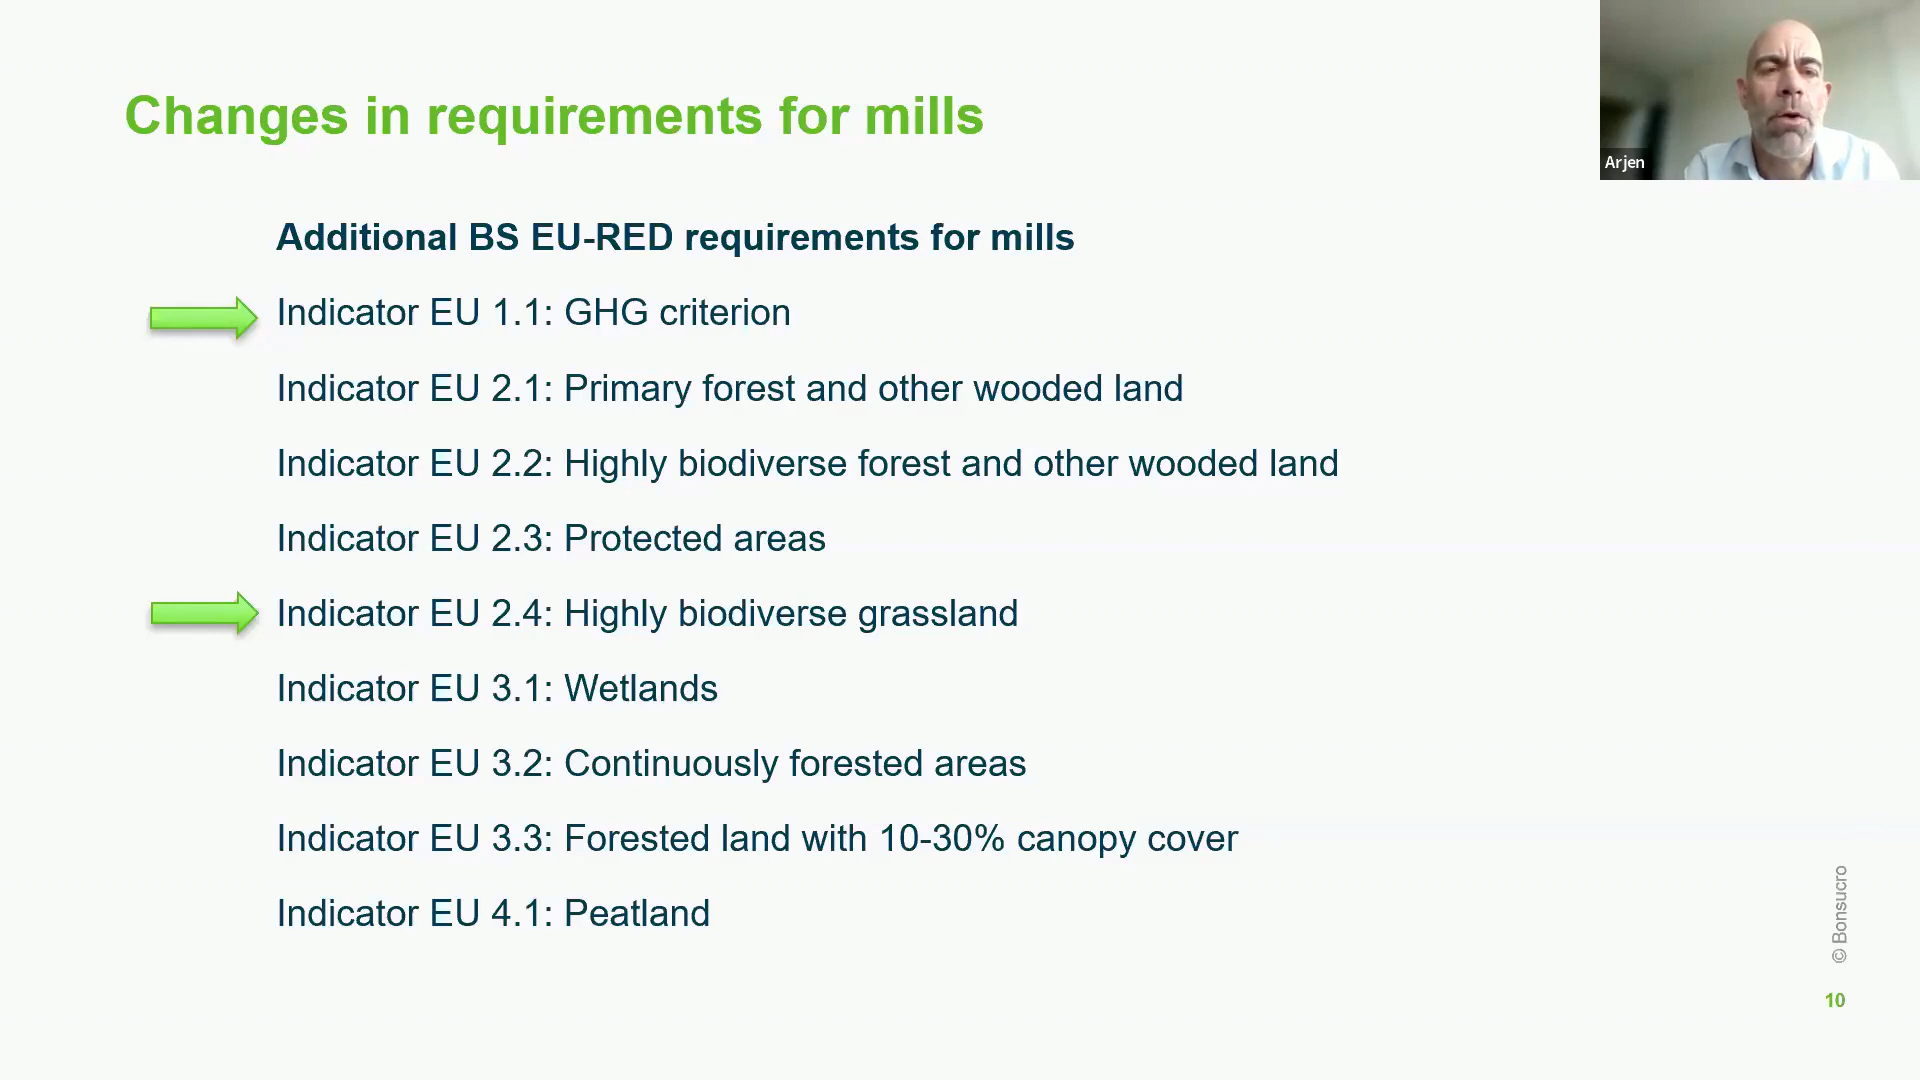 Changes in requirements for mills
Arjen
Additional BS EU-RED requirements for mills
Indicator EU 1.1: GHG criterion
Indicator EU 2.1: Primary forest and other wooded land
Indicator EU 2.2: Highly biodiverse forest and other wooded land
Indicator EU 2.3: Protected areas
Indicator EU 2.4: Highly biodiverse grassland
Indicator EU 3.1: Wetlands
Indicator EU 3.2: Continuously forested areas
Indicator EU 3.3: Forested land with 10-30% canopy cover
Indicator EU 4.1: Peatland
© Bonsucro
10